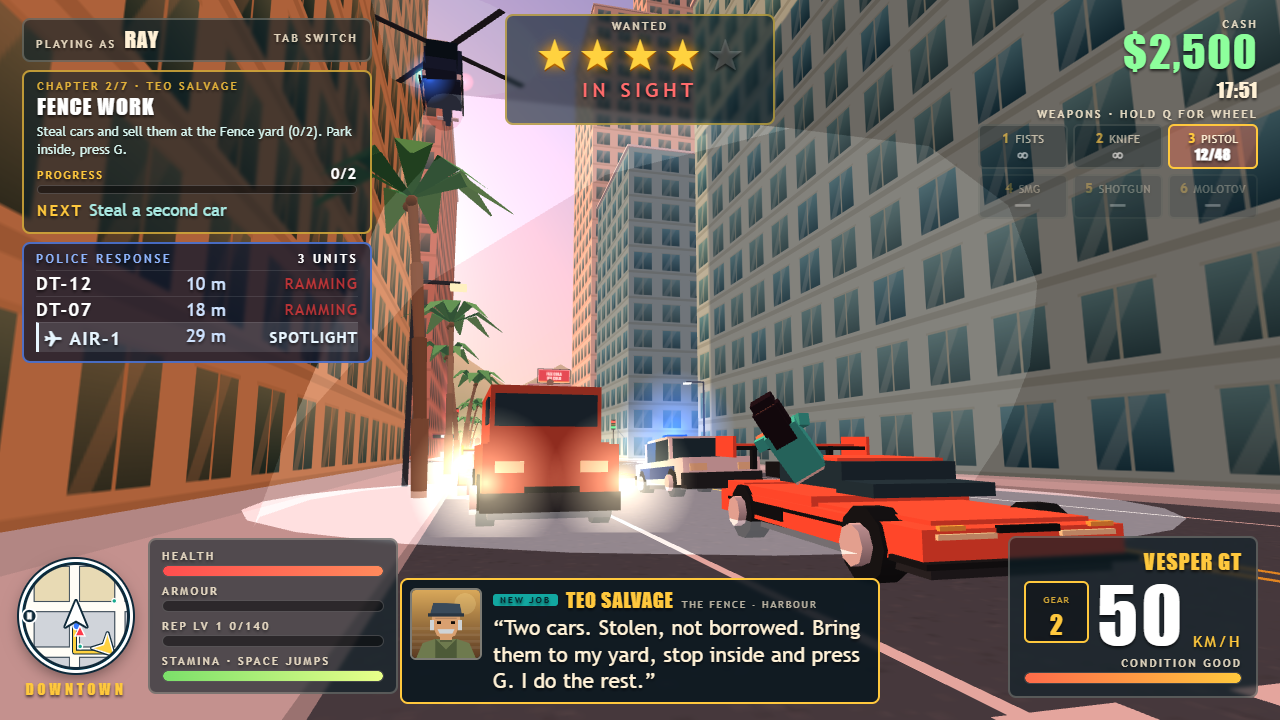 PLAYING AS RAY TAB SWITCH
CHAPTER 2/7 · TEO SALVAGE
FENCE WORK
Steal cars and sell them at the Fence yard (0/2). Park
inside, press G.
PROGRESS 0/2
NEXT Steal a second car
POLICE RESPONSE 3 UNITS
DT-12 10 m RAMMING
DT-07 18 m RAMMING
AIR-1 29 m SPOTLIGHT
WANTED
IN SIGHT
CASH
$2,500
17:51
WEAPONS · HOLD Q FOR WHEEL
1 FISTS ∞
2 KNIFE ∞
3 PISTOL 12/48
4 SMG —
5 SHOTGUN —
6 MOLOTOV —
DOWNTOWN
HEALTH
ARMOUR
REP LV 1 0/140
STAMINA · SPACE JUMPS
NEW JOB TEO SALVAGE THE FENCE · HARBOUR
“Two cars. Stolen, not borrowed. Bring
them to my yard, stop inside and press
G. I do the rest.”
VESPER GT
GEAR
2
50 KM/H
CONDITION GOOD